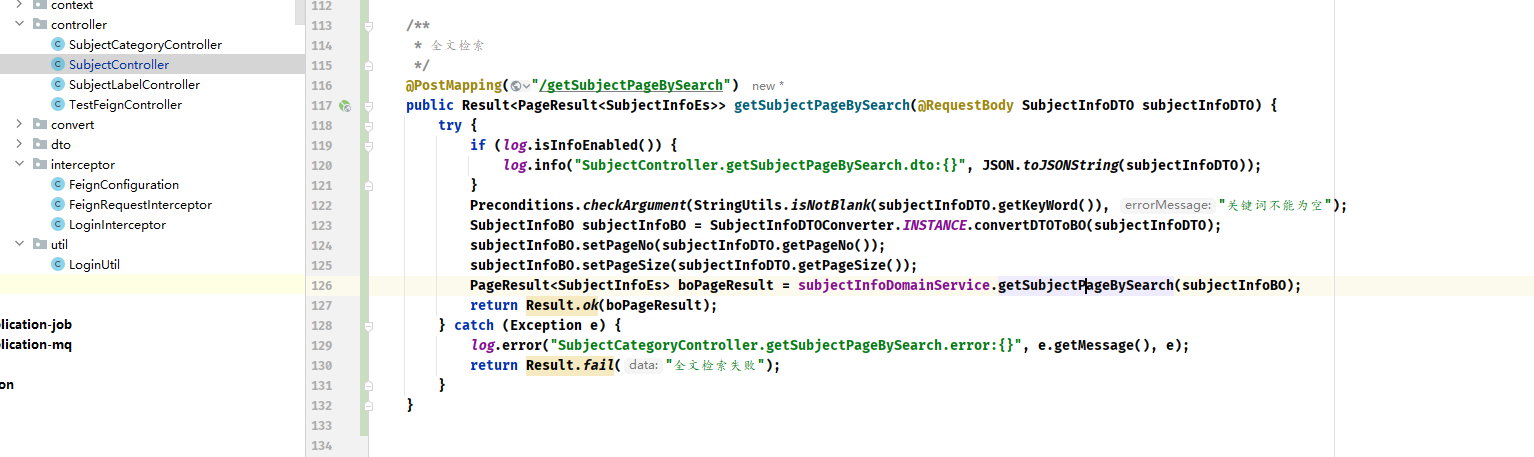 context
controller
SubjectCategoryController
SubjectController
SubjectLabelController
TestFeignController
convert
dto
interceptor
FeignConfiguration
FeignRequestInterceptor
LoginInterceptor
util
LoginUtil
plication-job
plication-mq
on
112
113 /**
114 * 全文检索
115 */
116 @PostMapping("/getSubjectPageBySearch") new *
117 public Result<PageResult<SubjectInfoEs>> getSubjectPageBySearch(@RequestBody SubjectInfoDTO subjectInfoDTO) {
118 try {
119 if (log.isInfoEnabled()) {
120 log.info("SubjectController.getSubjectPageBySearch.dto:{}", JSON.toJSONString(subjectInfoDTO));
121 }
122 Preconditions.checkArgument(StringUtils.isNotBlank(subjectInfoDTO.getKeyWord()), errorMessage: "关键词不能为空");
123 SubjectInfoBO subjectInfoBO = SubjectInfoDTOConverter.INSTANCE.convertDTOToBO(subjectInfoDTO);
124 subjectInfoBO.setPageNo(subjectInfoDTO.getPageNo());
125 subjectInfoBO.setPageSize(subjectInfoDTO.getPageSize());
126 PageResult<SubjectInfoEs> boPageResult = subjectInfoDomainService.getSubjectPageBySearch(subjectInfoBO);
127 return Result.ok(boPageResult);
128 } catch (Exception e) {
129 log.error("SubjectCategoryController.getSubjectPageBySearch.error:{}", e.getMessage(), e);
130 return Result.fail( data: "全文检索失败");
131 }
132 }
133
134